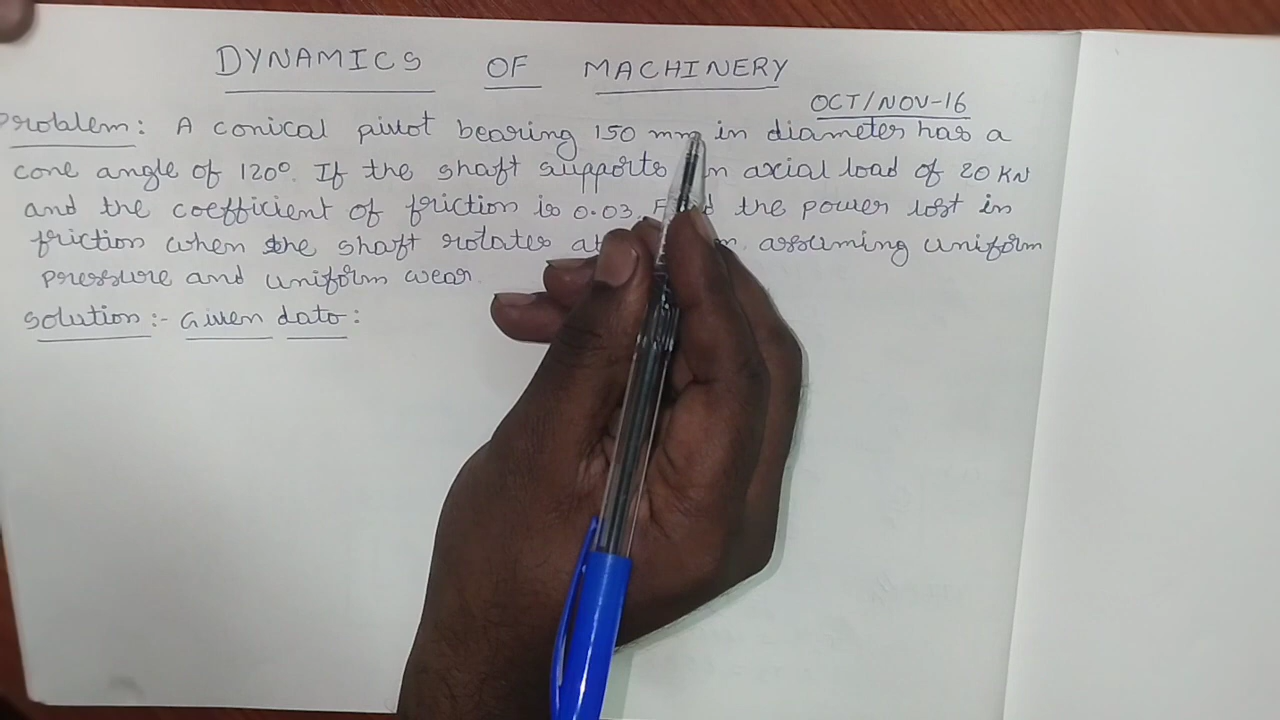 DYNAMICS OF MACHINERY
OCT/NOV-16
Problem: A conical pivot bearing 150 mm in diameter has a
cone angle of 120°. If the shaft supports an axial load of 20 KN
and the coefficient of friction is 0.03. Find the power lost in
friction when the shaft rotates at assuming uniform
pressure and uniform wear.
Solution:- Given data: